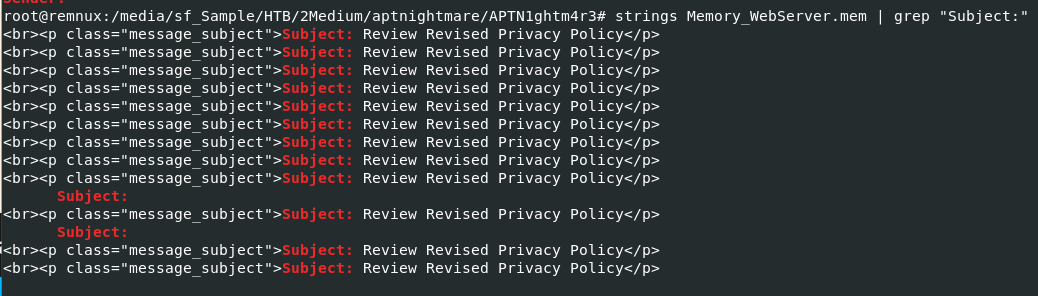 Sender:
root@remnux:/media/sf_Sample/HTB/2Medium/aptnightmare/APTN1ghtm4r3# strings Memory_WebServer.mem | grep "Subject:"
<br><p class="message_subject">Subject: Review Revised Privacy Policy</p>
<br><p class="message_subject">Subject: Review Revised Privacy Policy</p>
<br><p class="message_subject">Subject: Review Revised Privacy Policy</p>
<br><p class="message_subject">Subject: Review Revised Privacy Policy</p>
<br><p class="message_subject">Subject: Review Revised Privacy Policy</p>
<br><p class="message_subject">Subject: Review Revised Privacy Policy</p>
<br><p class="message_subject">Subject: Review Revised Privacy Policy</p>
<br><p class="message_subject">Subject: Review Revised Privacy Policy</p>
<br><p class="message_subject">Subject: Review Revised Privacy Policy</p>
Subject:
<br><p class="message_subject">Subject: Review Revised Privacy Policy</p>
Subject:
<br><p class="message_subject">Subject: Review Revised Privacy Policy</p>
<br><p class="message_subject">Subject: Review Revised Privacy Policy</p>